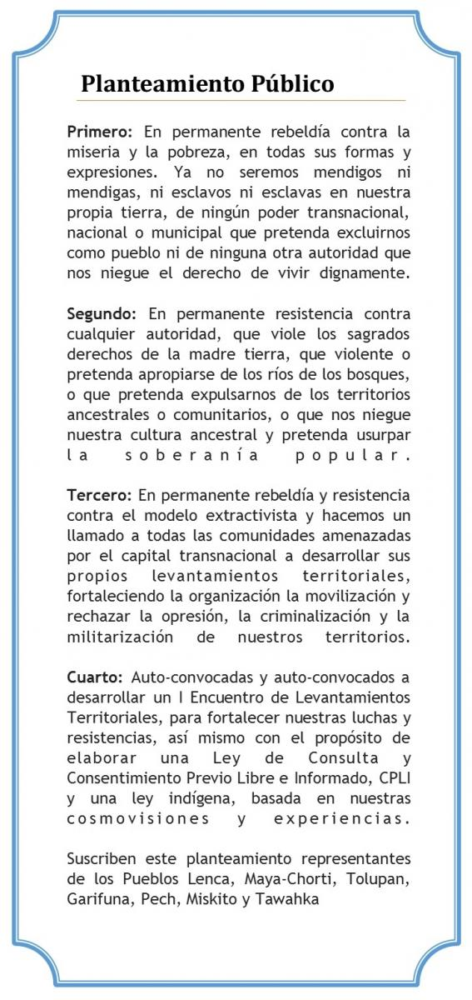 Planteamiento Público
Primero: En permanente rebeldía contra la
miseria y la pobreza, en todas sus formas y
expresiones. Ya no seremos mendigos ni
mendigas, ni esclavos ni esclavas en nuestra
propia tierra, de ningún poder transnacional,
nacional o municipal que pretenda excluirnos
como pueblo ni de ninguna otra autoridad que
nos niegue el derecho de vivir dignamente.
Segundo: En permanente resistencia contra
cualquier autoridad, que viole los sagrados
derechos de la madre tierra, que violente o
pretenda apropiarse de los ríos de los bosques,
o que pretenda expulsarnos de los territorios
ancestrales o comunitarios, o que nos niegue
nuestra cultura ancestral y pretenda usurpar
la soberanía popular.
Tercero: En permanente rebeldía y resistencia
contra el modelo extractivista y hacemos un
llamado a todas las comunidades amenazadas
por el capital transnacional a desarrollar sus
propios levantamientos territoriales,
fortaleciendo la organización la movilización y
rechazar la opresión, la criminalización y la
militarización de nuestros territorios.
Cuarto: Auto-convocadas y auto-convocados a
desarrollar un I Encuentro de Levantamientos
Territoriales, para fortalecer nuestras luchas y
resistencias, así mismo con el propósito de
elaborar una Ley de Consulta y
Consentimiento Previo Libre e Informado, CPLI
y una ley indígena, basada en nuestras
cosmovisiones y experiencias.
Suscriben este planteamiento representantes
de los Pueblos Lenca, Maya-Chorti, Tolupan,
Garifuna, Pech, Miskito y Tawahka